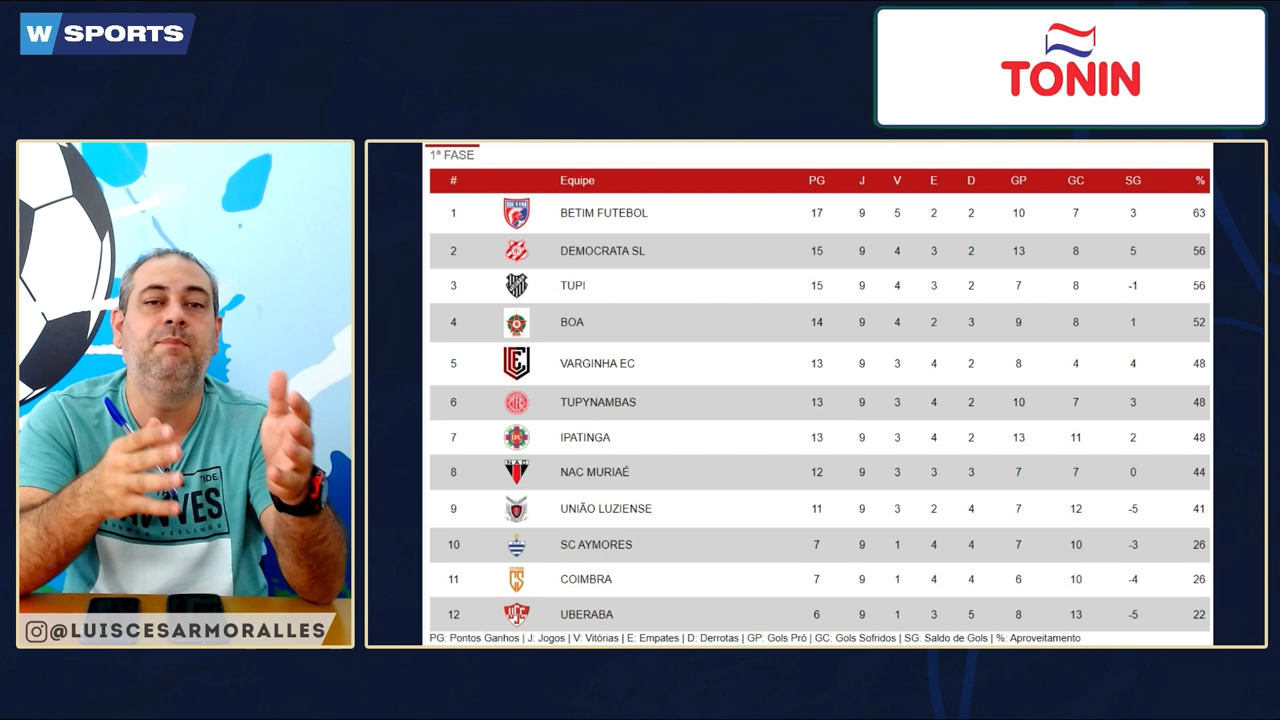 W SPORTS
TONIN
1ª FASE
# Equipe PG J V E D GP GC SG %
1 BETIM FUTEBOL 17 9 5 2 2 10 7 3 63
2 DEMOCRATA SL 15 9 4 3 2 13 8 5 56
3 TUPI 15 9 4 3 2 7 8 -1 56
4 BOA 14 9 4 2 3 9 8 1 52
5 VARGINHA EC 13 9 3 4 2 8 4 4 48
6 TUPYNAMBAS 13 9 3 4 2 10 7 3 48
7 IPATINGA 13 9 3 4 2 13 11 2 48
8 NAC MURIAÉ 12 9 3 3 3 7 7 0 44
9 UNIÃO LUZIENSE 11 9 3 2 4 7 12 -5 41
10 SC AYMORES 7 9 1 4 4 7 10 -3 26
11 COIMBRA 7 9 1 4 4 6 10 -4 26
12 UBERABA 6 9 1 3 5 8 13 -5 22
PG: Pontos Ganhos | J: Jogos | V: Vitórias | E: Empates | D: Derrotas | GP: Gols Pró | GC: Gols Sofridos | SG: Saldo de Gols | %: Aproveitamento
@LUISCESARMORALLES